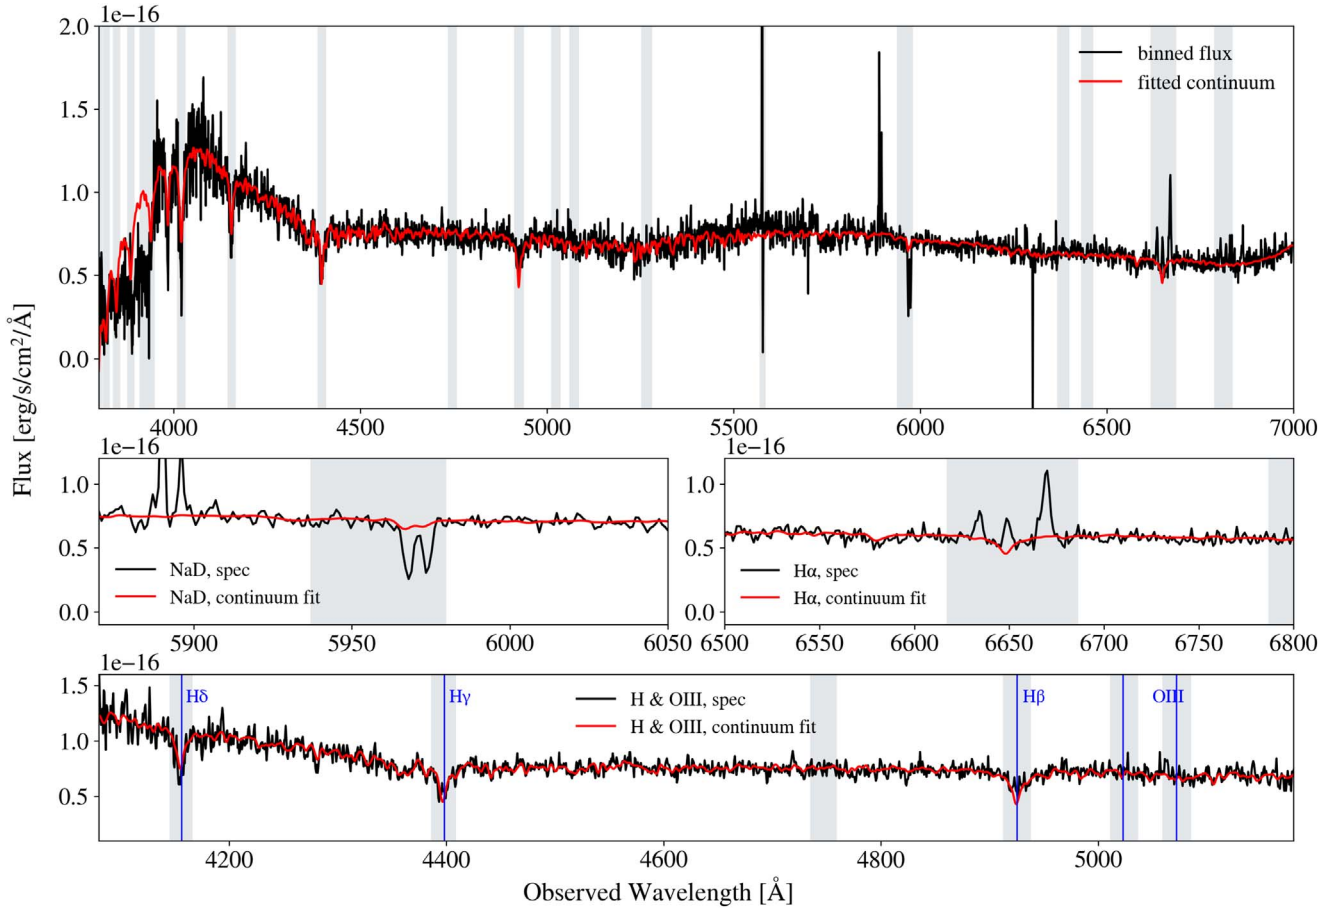 1e−16
2.0
1.5
1.0
0.5
0.0
binned flux
fitted continuum
4000 4500 5000 5500 6000 6500 7000
Flux [erg/s/cm²/Å]
1e−16
1.0
0.5
0.0
NaD, spec
NaD, continuum fit
5900 5950 6000 6050
1e−16
1.0
0.5
0.0
Hα, spec
Hα, continuum fit
6500 6550 6600 6650 6700 6750 6800
1e−16
1.5
1.0
0.5
Hδ
Hγ
H & OIII, spec
H & OIII, continuum fit
Hβ
OIII
4200 4400 4600 4800 5000
Observed Wavelength [Å]